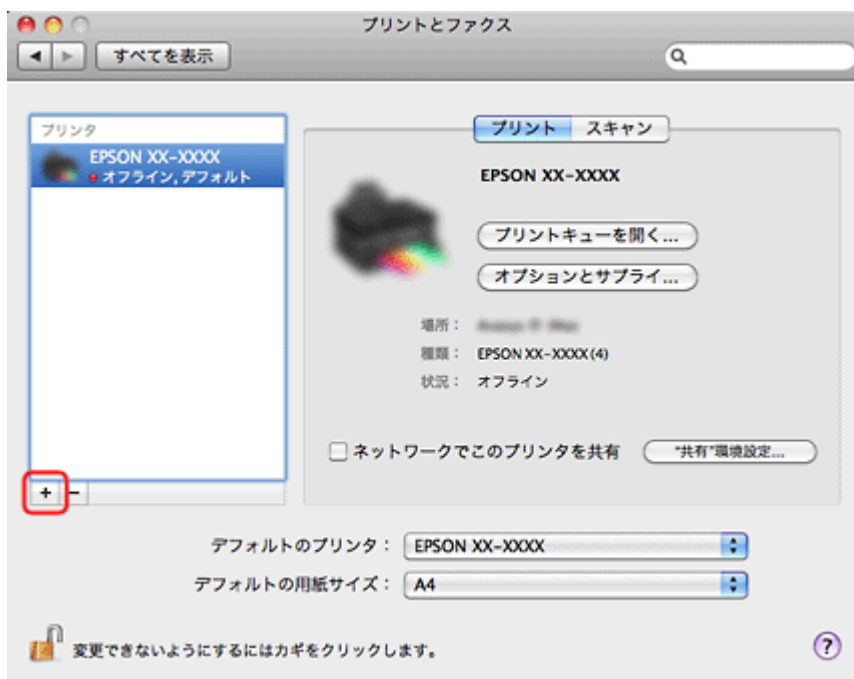 プリントとファクス
すべてを表示
プリンタ
EPSON XX-XXXX
オフライン, デフォルト
プリント スキャン
EPSON XX-XXXX
プリントキューを開く...
オプションとサプライ...
場所：
種類： EPSON XX-XXXX(4)
状況： オフライン
ネットワークでこのプリンタを共有 "共有"環境設定...
+ −
デフォルトのプリンタ： EPSON XX-XXXX
デフォルトの用紙サイズ： A4
変更できないようにするにはカギをクリックします。 ?